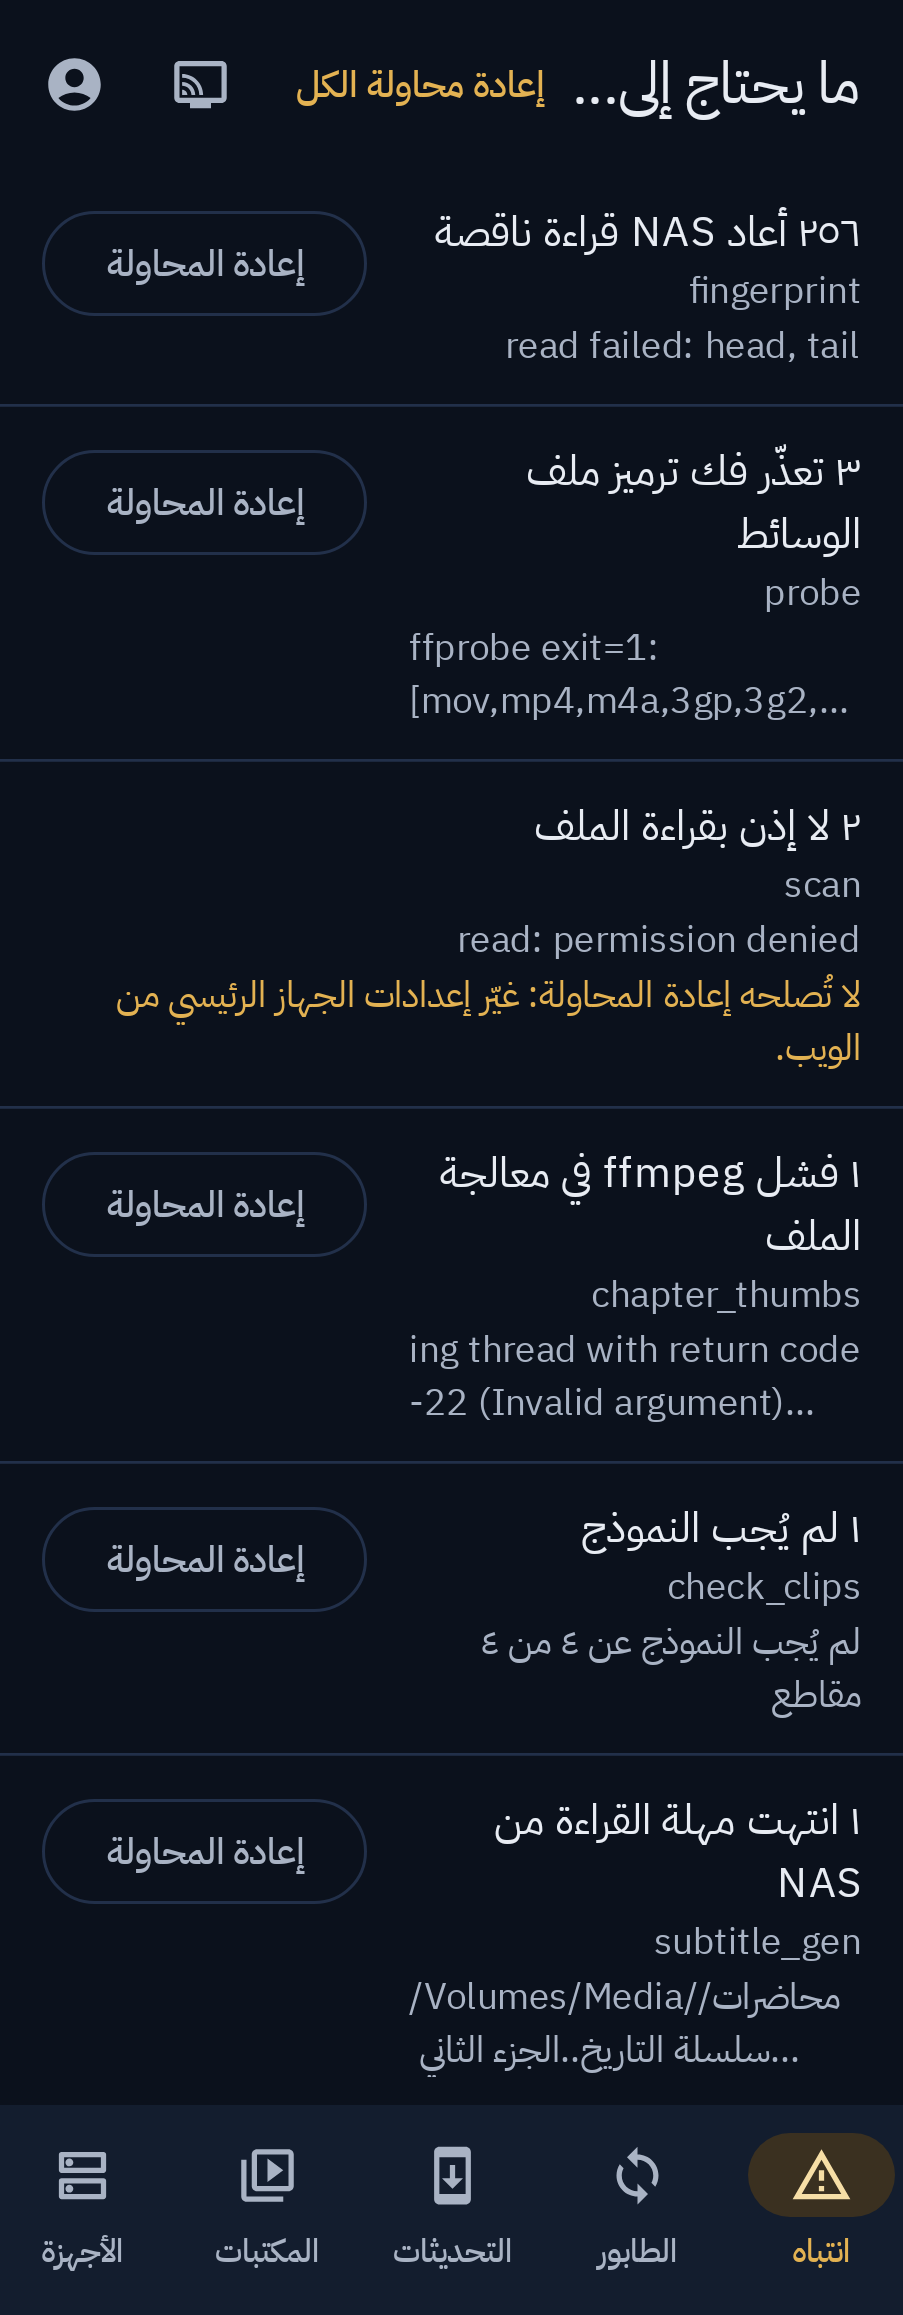 ما يحتاج إلى...
إعادة محاولة الكل
٢٥٦ أعاد NAS قراءة ناقصة
fingerprint
read failed: head, tail
إعادة المحاولة
٣ تعذّر فك ترميز ملف
الوسائط
probe
ffprobe exit=1:
[mov,mp4,m4a,3gp,3g2,...
إعادة المحاولة
٢ لا إذن بقراءة الملف
scan
read: permission denied
لا تُصلحه إعادة المحاولة: غيّر إعدادات الجهاز الرئيسي من
الويب.
١ فشل ffmpeg في معالجة
الملف
chapter_thumbs
ing thread with return code
-22 (Invalid argument)...
إعادة المحاولة
١ لم يُجب النموذج
check_clips
لم يُجب النموذج عن ٤ من ٤
مقاطع
إعادة المحاولة
١ انتهت مهلة القراءة من
NAS
subtitle_gen
/Volumes/Media//محاضرات
سلسلة التاريخ..الجزء الثاني...
إعادة المحاولة
انتباه
الطابور
التحديثات
المكتبات
الأجهزة